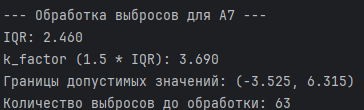 --- Обработка выбросов для A7 ---
IQR: 2.460
k_factor (1.5 * IQR): 3.690
Границы допустимых значений: (-3.525, 6.315)
Количество выбросов до обработки: 63